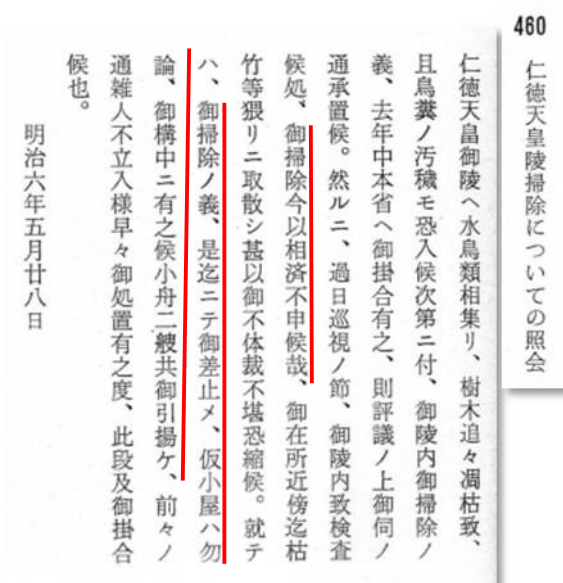 460
仁徳天皇陵掃除についての照会
仁徳天皇御陵ヘ水鳥類相集リ、樹木追々凋枯致、
且鳥糞ノ汚穢モ恐入候次第ニ付、御陵内御掃除ノ
義、去年中本省ヘ御掛合有之、則評議ノ上御伺ノ
通承置候。然ルニ、過日巡視ノ節、御陵内致検査
候処、御掃除今以相済不申候哉、御在所近傍迄枯
竹等猥リニ取散シ甚以御不体裁不堪恐縮候。就テ
ハ、御掃除ノ義、是迄ニテ御差止メ、仮小屋ハ勿
論、御構中ニ有之候小舟二艘共御引揚ケ、前々ノ
通雑人不立入様早々御処置有之度、此段及御掛合
候也。
明治六年五月廿八日